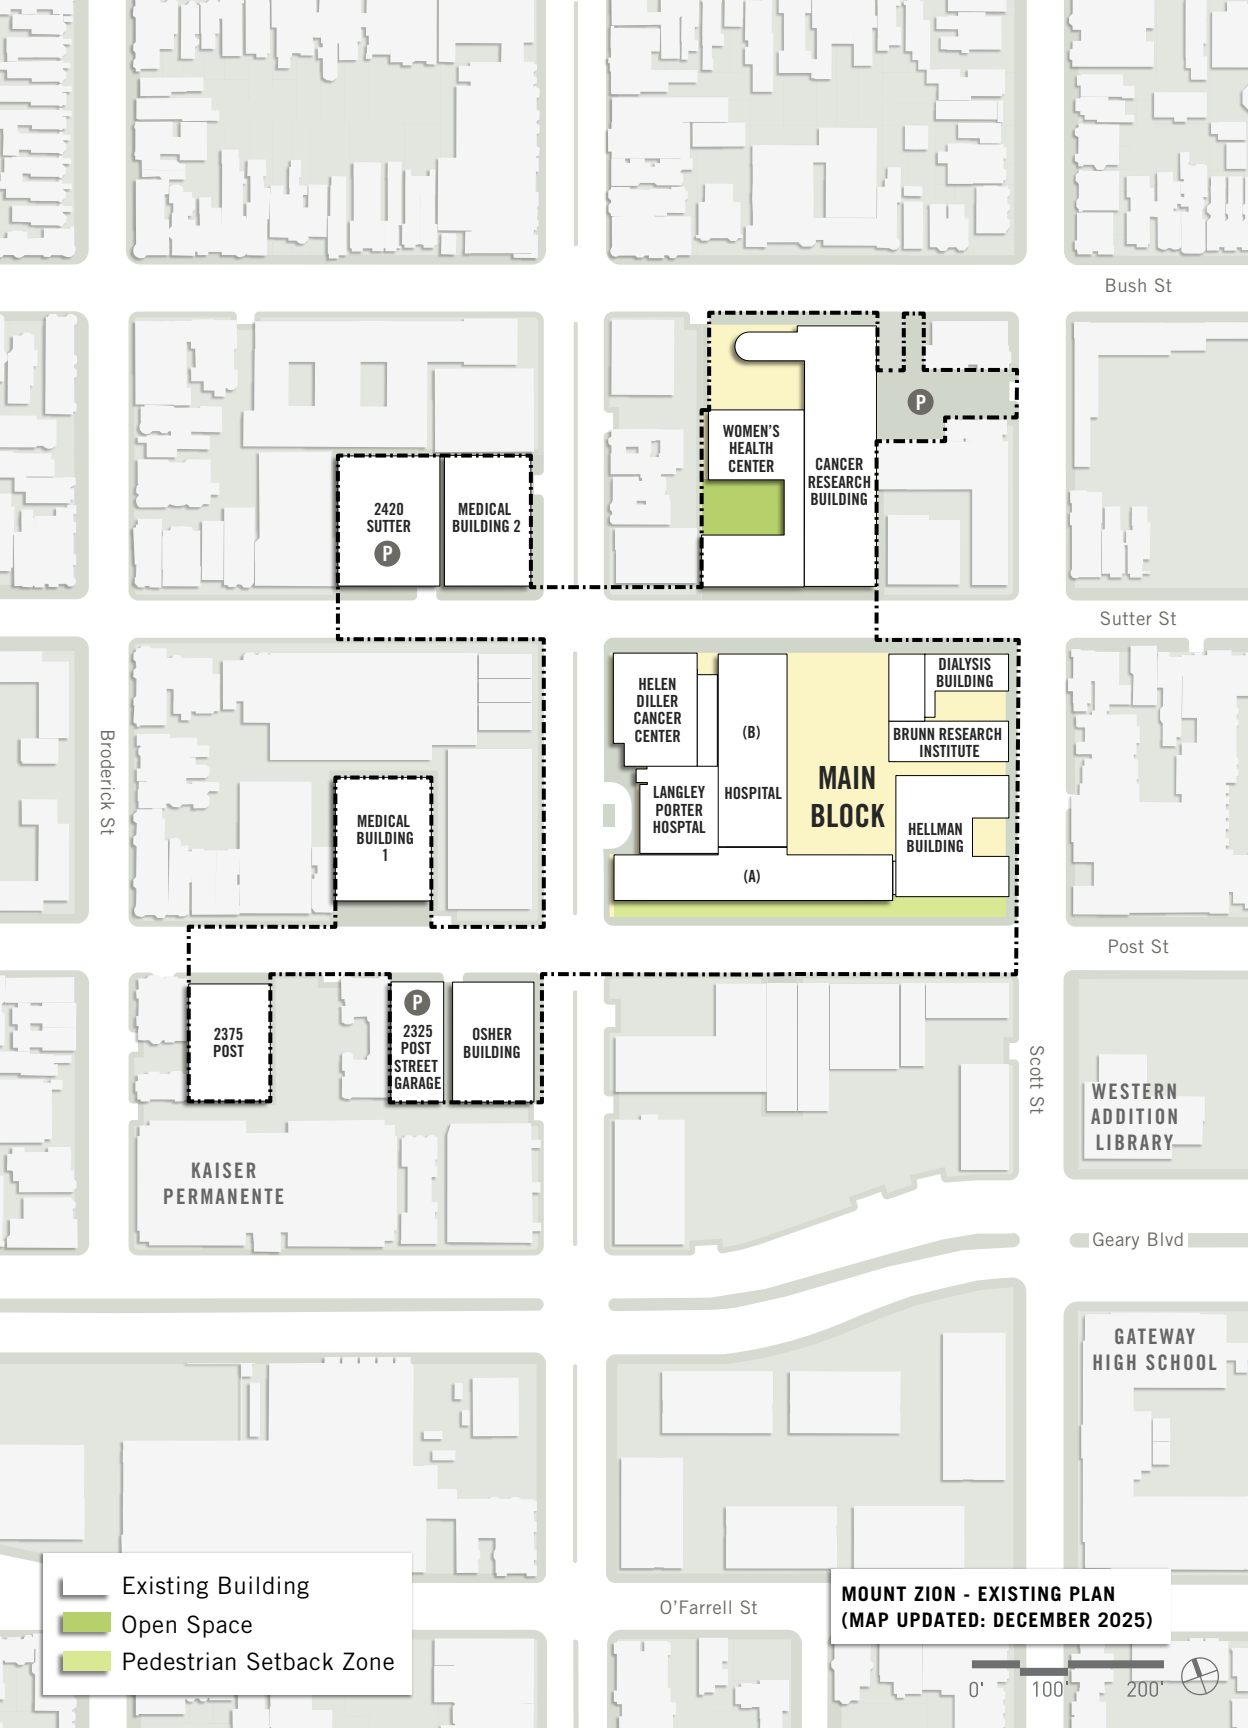 Bush St
P
WOMEN'S
HEALTH
CENTER
CANCER
RESEARCH
BUILDING
2420
SUTTER
P
MEDICAL
BUILDING 2
Sutter St
HELEN
DILLER
CANCER
CENTER
(B)
DIALYSIS
BUILDING
BRUNN RESEARCH
INSTITUTE
Broderick St
MAIN
BLOCK
LANGLEY
PORTER
HOSPTAL
HOSPITAL
MEDICAL
BUILDING
1
HELLMAN
BUILDING
(A)
Post St
2375
POST
P
2325
POST
STREET
GARAGE
OSHER
BUILDING
Scott St
WESTERN
ADDITION
LIBRARY
KAISER
PERMANENTE
Geary Blvd
GATEWAY
HIGH SCHOOL
Existing Building
Open Space
Pedestrian Setback Zone
O'Farrell St
MOUNT ZION - EXISTING PLAN
(MAP UPDATED: DECEMBER 2025)
0' 100' 200'